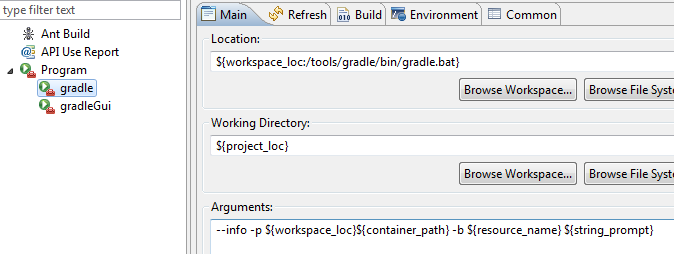 type filter text
Ant Build
API Use Report
Program
gradle
gradleGui
Main Refresh Build Environment Common
Location:
${workspace_loc:/tools/gradle/bin/gradle.bat}
Browse Workspace... Browse File Syste
Working Directory:
${project_loc}
Browse Workspace... Browse File Syste
Arguments:
--info -p ${workspace_loc}${container_path} -b ${resource_name} ${string_prompt}